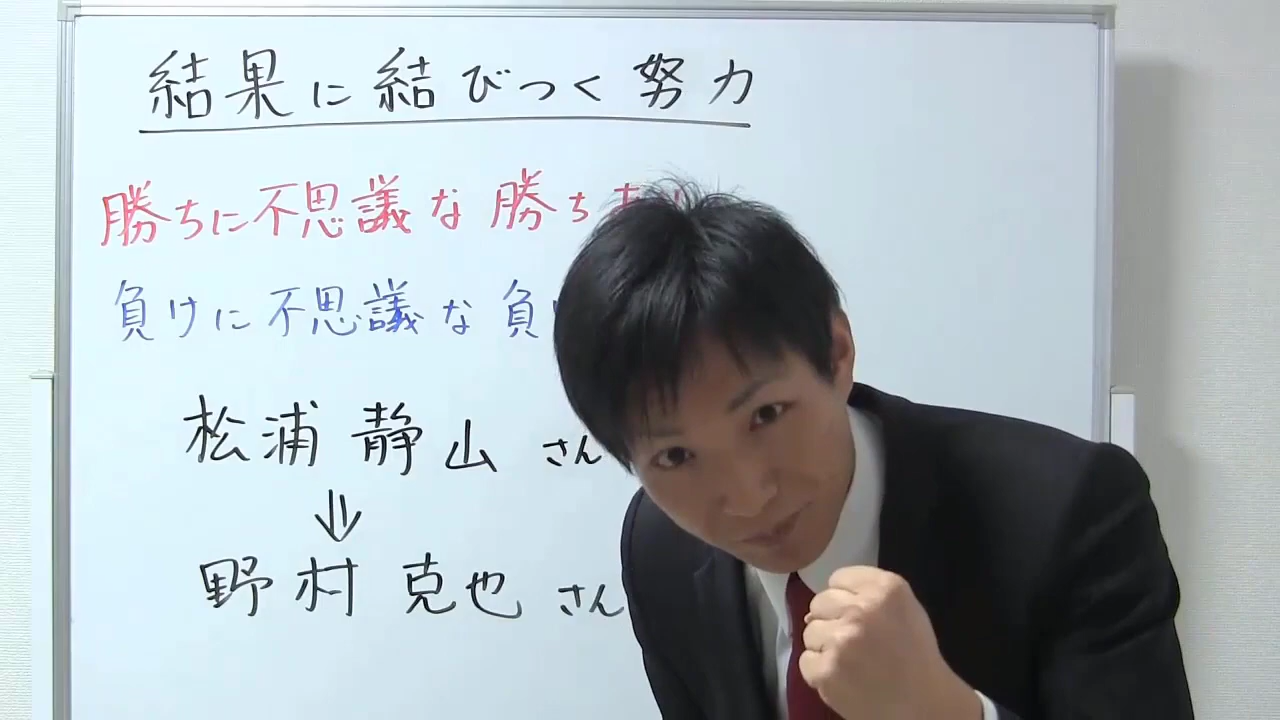 結果に結びつく努力
勝ちに不思議な勝ちあり
負けに不思議な負
松浦 静山 さん
⇓
野村 克也 さん